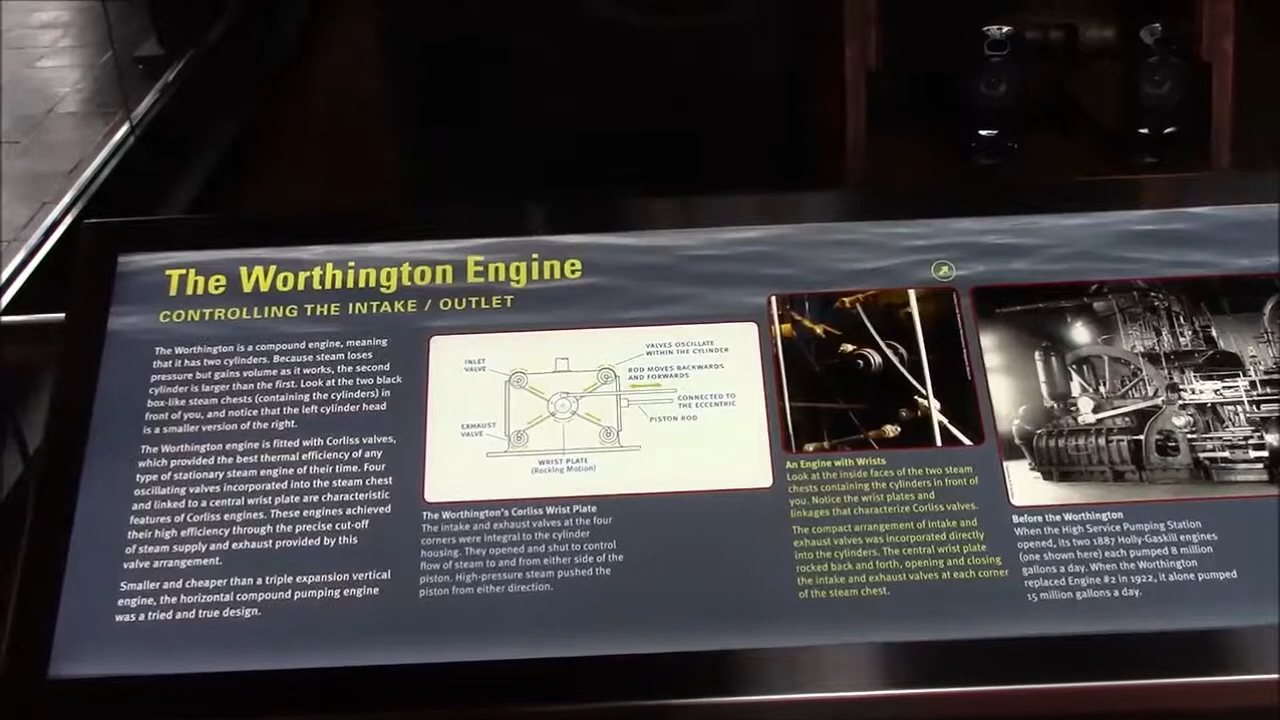 The Worthington Engine
CONTROLLING THE INTAKE / OUTLET
The Worthington is a compound engine, meaning
that it has two cylinders. Because steam loses
pressure but gains volume as it works, the second
cylinder is larger than the first. Look at the two black
box-like steam chests (containing the cylinders) in
front of you, and notice that the left cylinder head
is a smaller version of the right.
The Worthington engine is fitted with Corliss valves,
which provided the best thermal efficiency of any
type of stationary steam engine of their time. Four
oscillating valves incorporated into the steam chest
and linked to a central wrist plate are characteristic
features of Corliss engines. These engines achieved
their high efficiency through the precise cut-off
of steam supply and exhaust provided by this
valve arrangement.
Smaller and cheaper than a triple expansion vertical
engine, the horizontal compound pumping engine
was a tried and true design.
INLET
VALVE
VALVES OSCILLATE
WITHIN THE CYLINDER
ROD MOVES BACKWARDS
AND FORWARDS
CONNECTED TO
THE ECCENTRIC
PISTON ROD
EXHAUST
VALVE
WRIST PLATE
(Rocking Motion)
The Worthington's Corliss Wrist Plate
The intake and exhaust valves at the four
corners were integral to the cylinder
housing. They opened and shut to control
flow of steam to and from either side of the
piston. High-pressure steam pushed the
piston from either direction.
An Engine with Wrists
Look at the inside faces of the two steam
chests containing the cylinders in front of
you. Notice the wrist plates and
linkages that characterize Corliss valves.
The compact arrangement of intake and
exhaust valves was incorporated directly
into the cylinders. The central wrist plate
rocked back and forth, opening and closing
the intake and exhaust valves at each corner
of the steam chest.
Before the Worthington
When the High Service Pumping Station
opened, its two 1887 Holly-Gaskill engines
(one shown here) each pumped 8 million
gallons a day. When the Worthington
replaced Engine #2 in 1922, it alone pumped
15 million gallons a day.